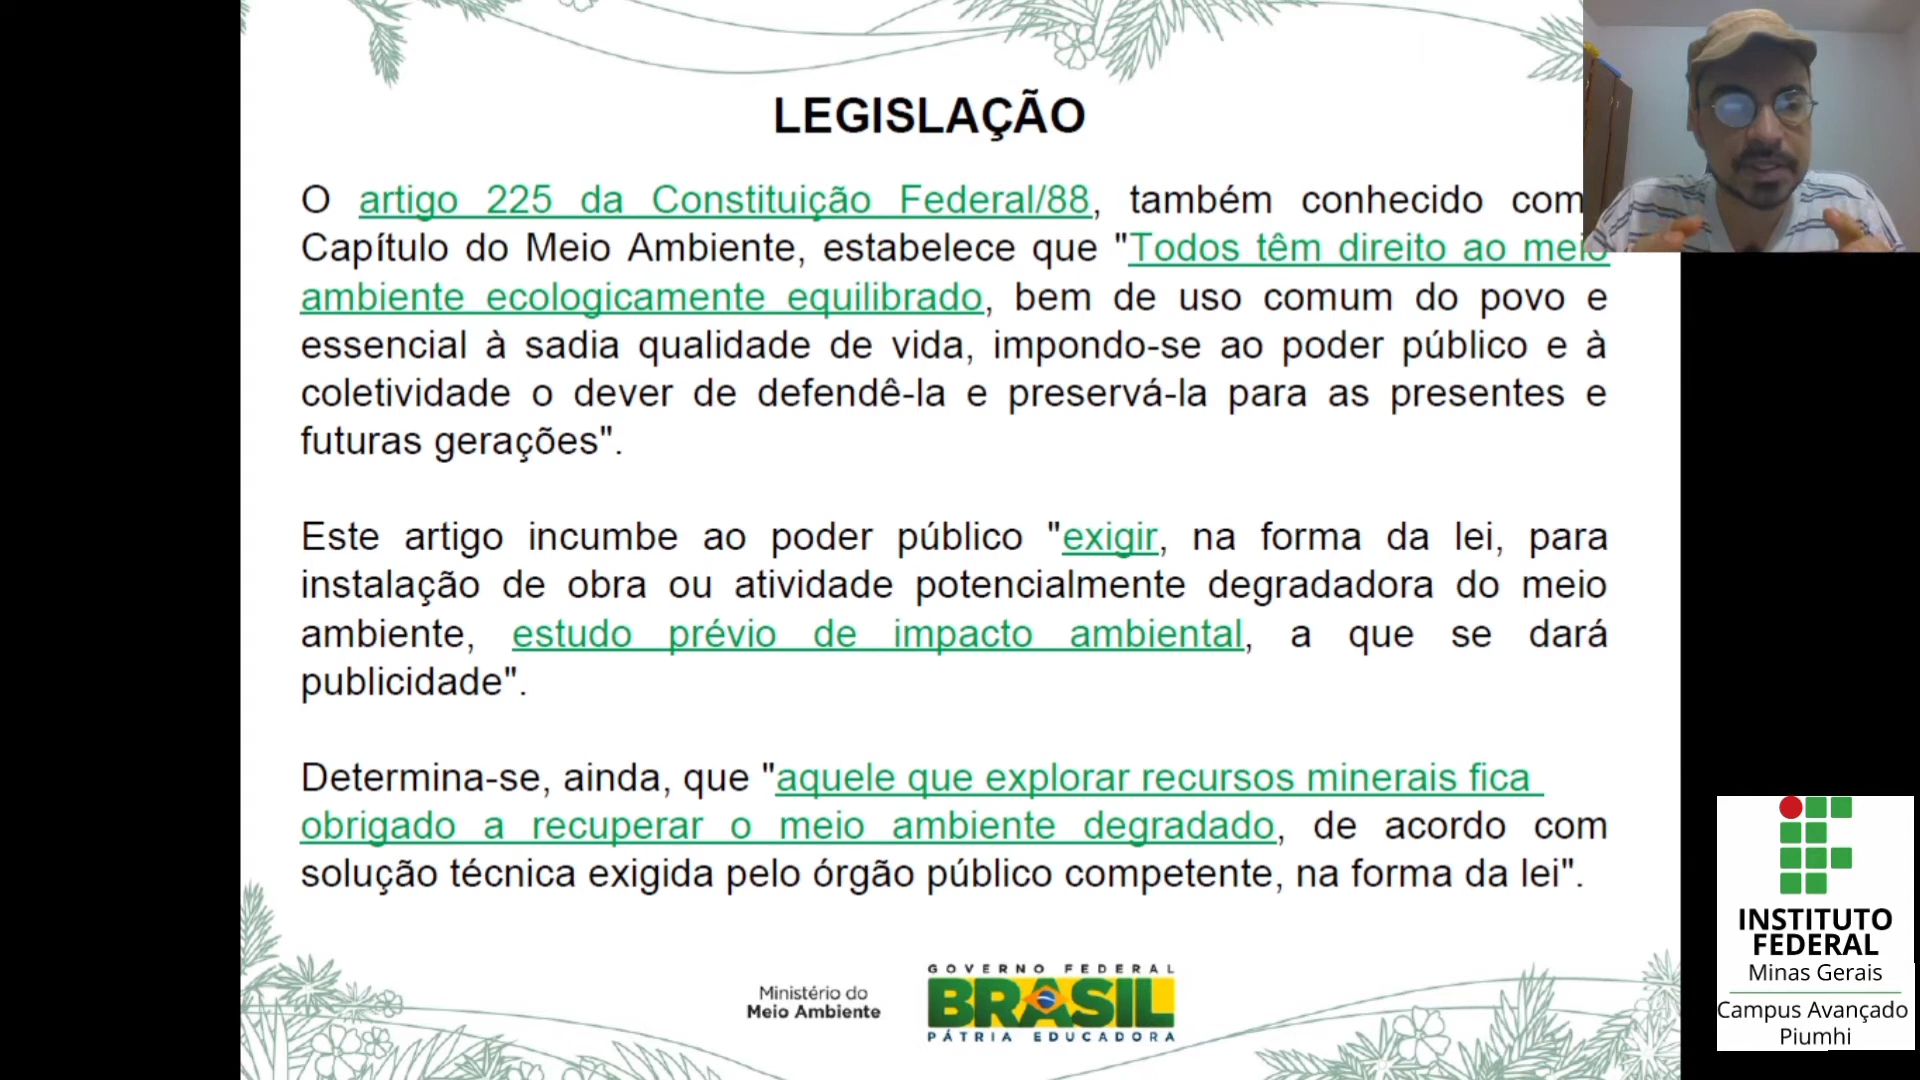 LEGISLAÇÃO
O artigo 225 da Constituição Federal/88, também conhecido com
Capítulo do Meio Ambiente, estabelece que "Todos têm direito ao meio
ambiente ecologicamente equilibrado, bem de uso comum do povo e
essencial à sadia qualidade de vida, impondo-se ao poder público e à
coletividade o dever de defendê-la e preservá-la para as presentes e
futuras gerações".
Este artigo incumbe ao poder público "exigir, na forma da lei, para
instalação de obra ou atividade potencialmente degradadora do meio
ambiente, estudo prévio de impacto ambiental, a que se dará
publicidade".
Determina-se, ainda, que "aquele que explorar recursos minerais fica
obrigado a recuperar o meio ambiente degradado, de acordo com
solução técnica exigida pelo órgão público competente, na forma da lei".
Ministério do
Meio Ambiente
GOVERNO FEDERAL
BRASIL
PÁTRIA EDUCADORA
INSTITUTO
FEDERAL
Minas Gerais
Campus Avançado
Piumhi